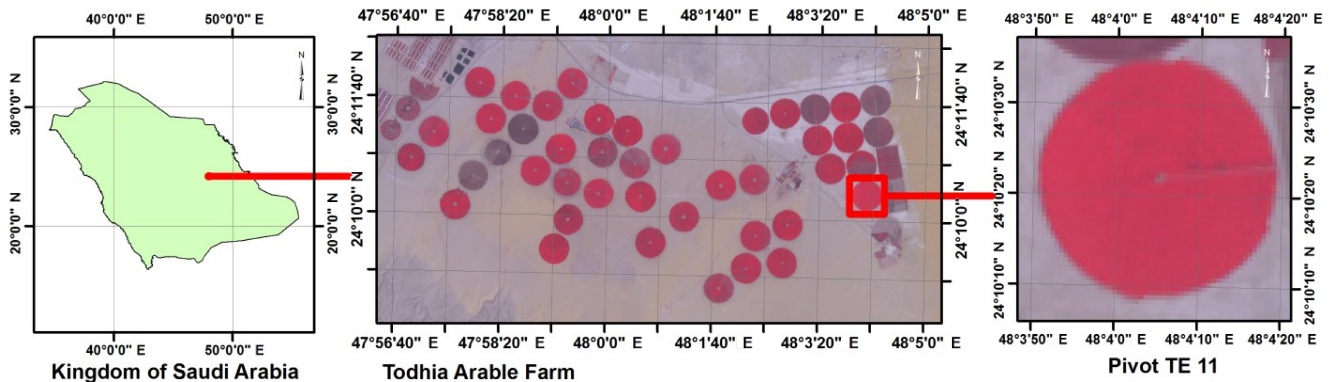 40°0'0" E 50°0'0" E
30°0'0" N
20°0'0" N
30°0'0" N
20°0'0" N
N
40°0'0" E 50°0'0" E
Kingdom of Saudi Arabia
47°56'40" E 47°58'20" E 48°0'0" E 48°1'40" E 48°3'20" E 48°5'0" E
24°11'40" N
24°10'0" N
24°11'40" N
24°10'0" N
N
47°56'40" E 47°58'20" E 48°0'0" E 48°1'40" E 48°3'20" E 48°5'0" E
Todhia Arable Farm
48°3'50" E 48°4'0" E 48°4'10" E 48°4'20" E
24°10'30" N
24°10'20" N
24°10'10" N
24°10'30" N
24°10'20" N
24°10'10" N
N
48°3'50" E 48°4'0" E 48°4'10" E 48°4'20" E
Pivot TE 11